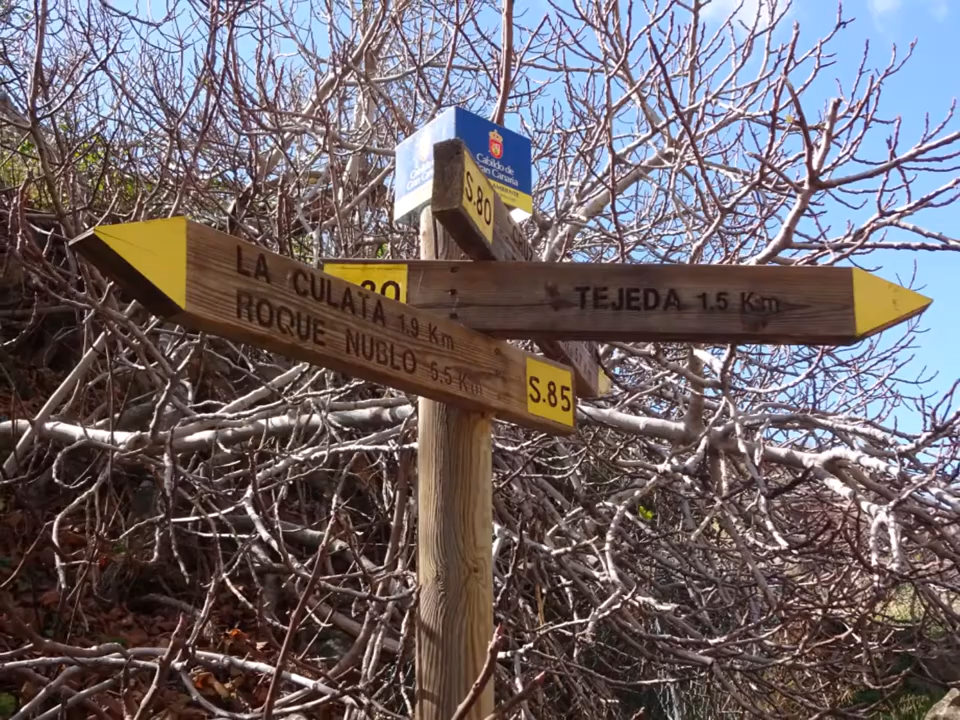 Cabildo de
Gran Canaria
S.80
80
TEJEDA 1.5 Km
LA CULATA 1.9 Km
ROQUE NUBLO 5.5 Km
S.85